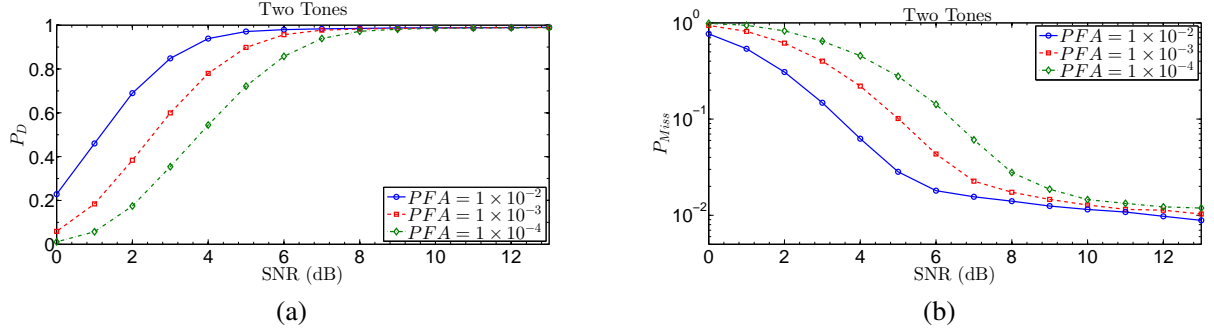 Two Tones
1
0.8
0.6
0.4
0.2
0
P_D
0 2 4 6 8 10 12
SNR (dB)
PFA = 1 × 10⁻²
PFA = 1 × 10⁻³
PFA = 1 × 10⁻⁴
(a)
Two Tones
10⁰
10⁻¹
10⁻²
P_Miss
0 2 4 6 8 10 12
SNR (dB)
PFA = 1 × 10⁻²
PFA = 1 × 10⁻³
PFA = 1 × 10⁻⁴
(b)